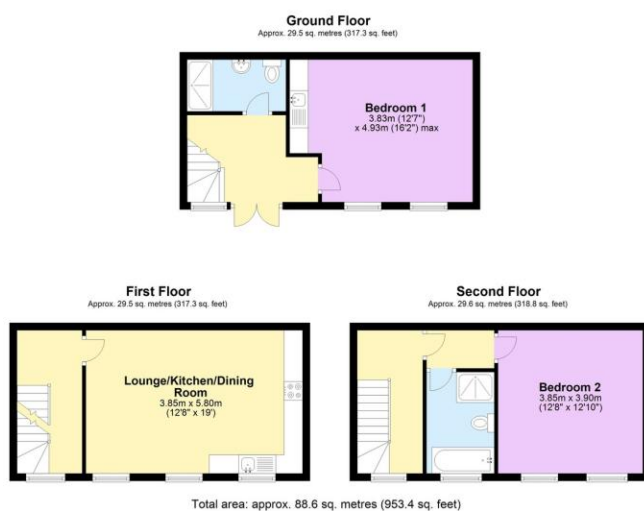 Ground Floor
Approx. 29.5 sq. metres (317.3 sq. feet)
Bedroom 1
3.83m (12'7")
x 4.93m (16'2") max
First Floor
Approx. 29.5 sq. metres (317.3 sq. feet)
Lounge/Kitchen/Dining
Room
3.85m x 5.80m
(12'8" x 19')
Second Floor
Approx. 29.6 sq. metres (318.8 sq. feet)
Bedroom 2
3.85m x 3.90m
(12'8" x 12'10")
Total area: approx. 88.6 sq. metres (953.4 sq. feet)